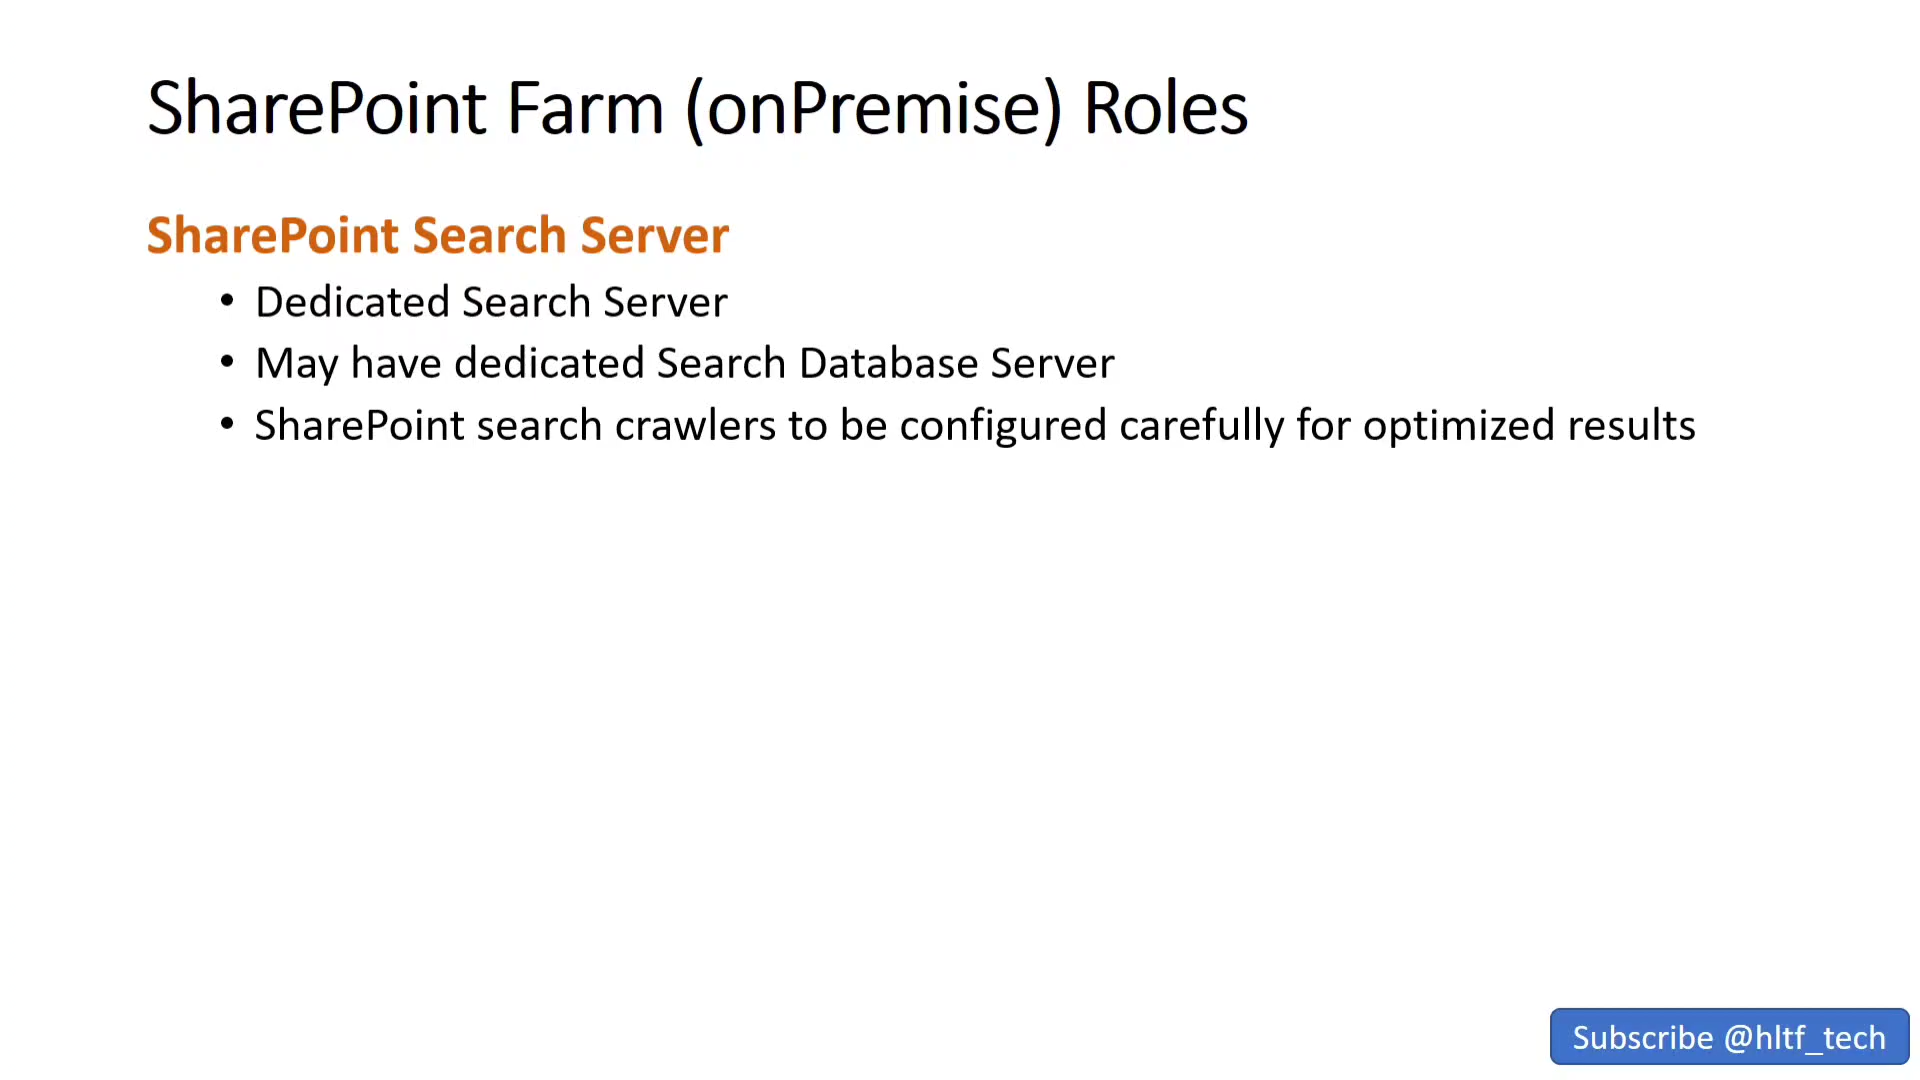 SharePoint Farm (onPremise) Roles
SharePoint Search Server
• Dedicated Search Server
• May have dedicated Search Database Server
• SharePoint search crawlers to be configured carefully for optimized results
Subscribe @hltf_tech